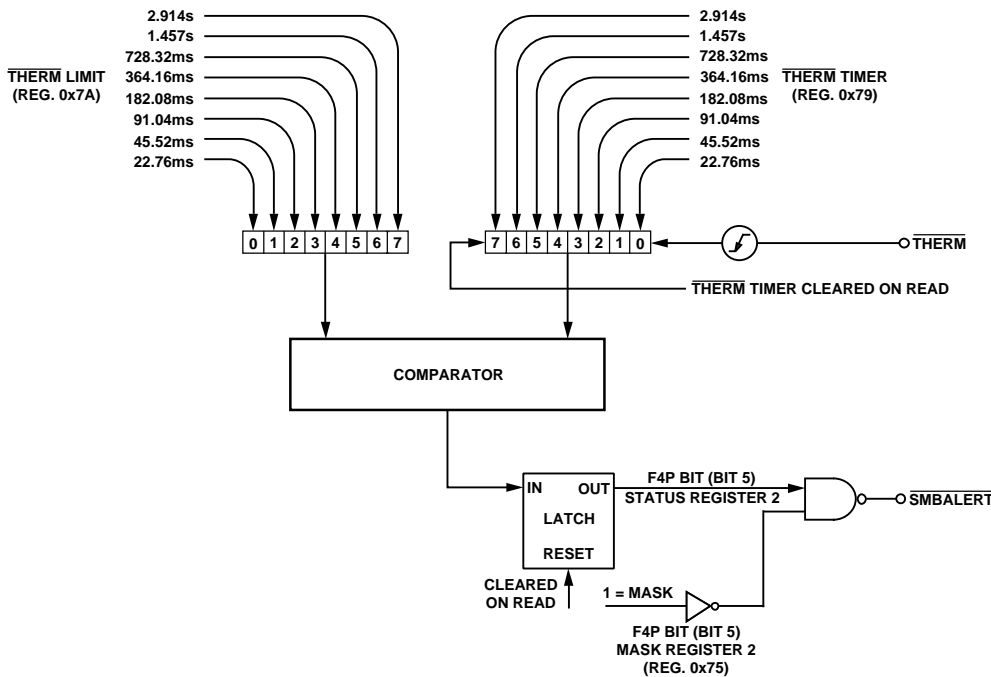 2.914s
1.457s
728.32ms
364.16ms
182.08ms
91.04ms
45.52ms
22.76ms
THERM LIMIT
(REG. 0x7A)
2.914s
1.457s
728.32ms
364.16ms
182.08ms
91.04ms
45.52ms
22.76ms
THERM TIMER
(REG. 0x79)
0 1 2 3 4 5 6 7
7 6 5 4 3 2 1 0
THERM
THERM TIMER CLEARED ON READ
COMPARATOR
IN OUT
LATCH
RESET
F4P BIT (BIT 5)
STATUS REGISTER 2
SMBALERT
CLEARED
ON READ
1 = MASK
F4P BIT (BIT 5)
MASK REGISTER 2
(REG. 0x75)